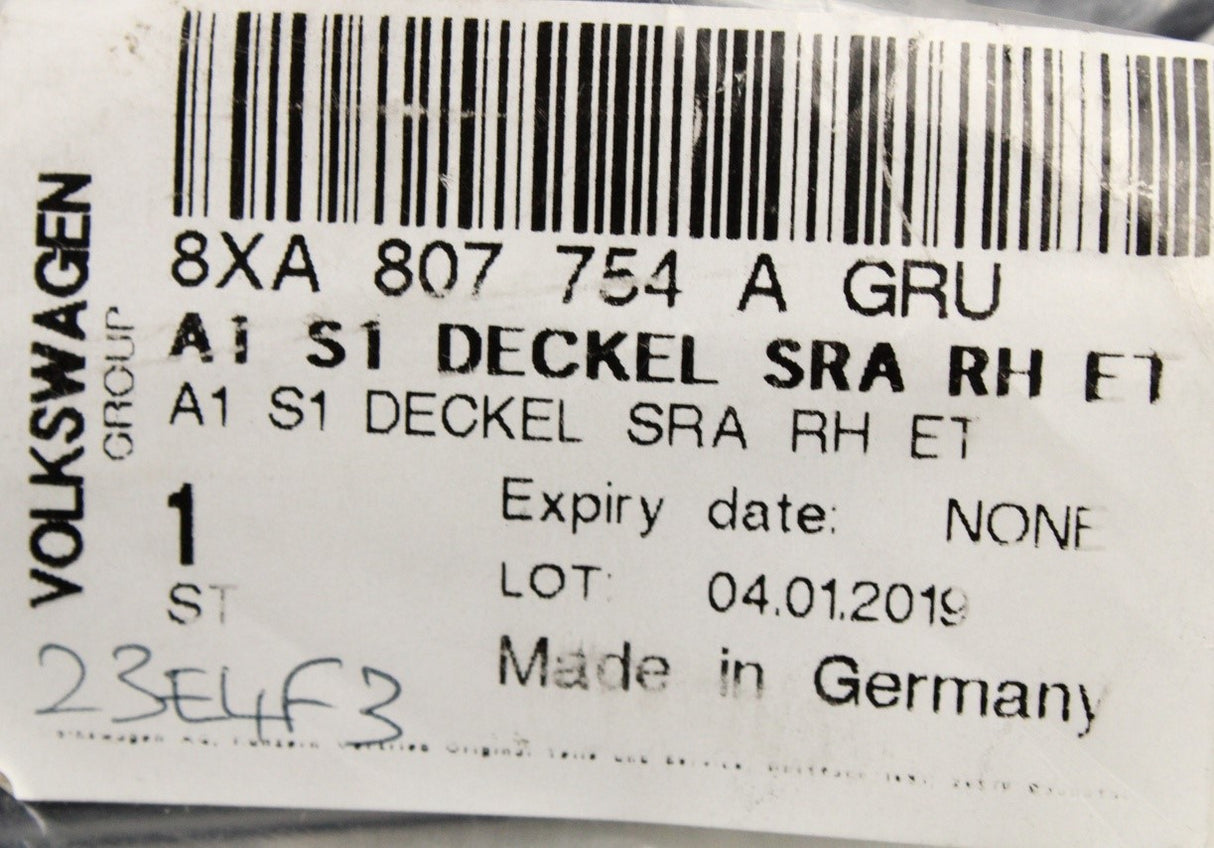 VOLKSWAGEN
GROUP
8XA 807 754 A GRU
A1 S1 DECKEL SRA RH ET
A1 S1 DECKEL SRA RH ET
1
ST
Expiry date: NONE
LOT: 04.01.2019
Made in Germany
23E4F3